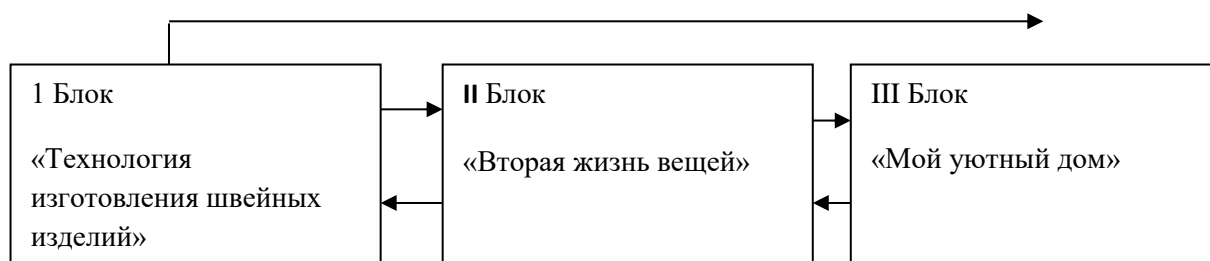 1 Блок
«Технология
изготовления швейных
изделий»
II Блок
«Вторая жизнь вещей»
III Блок
«Мой уютный дом»